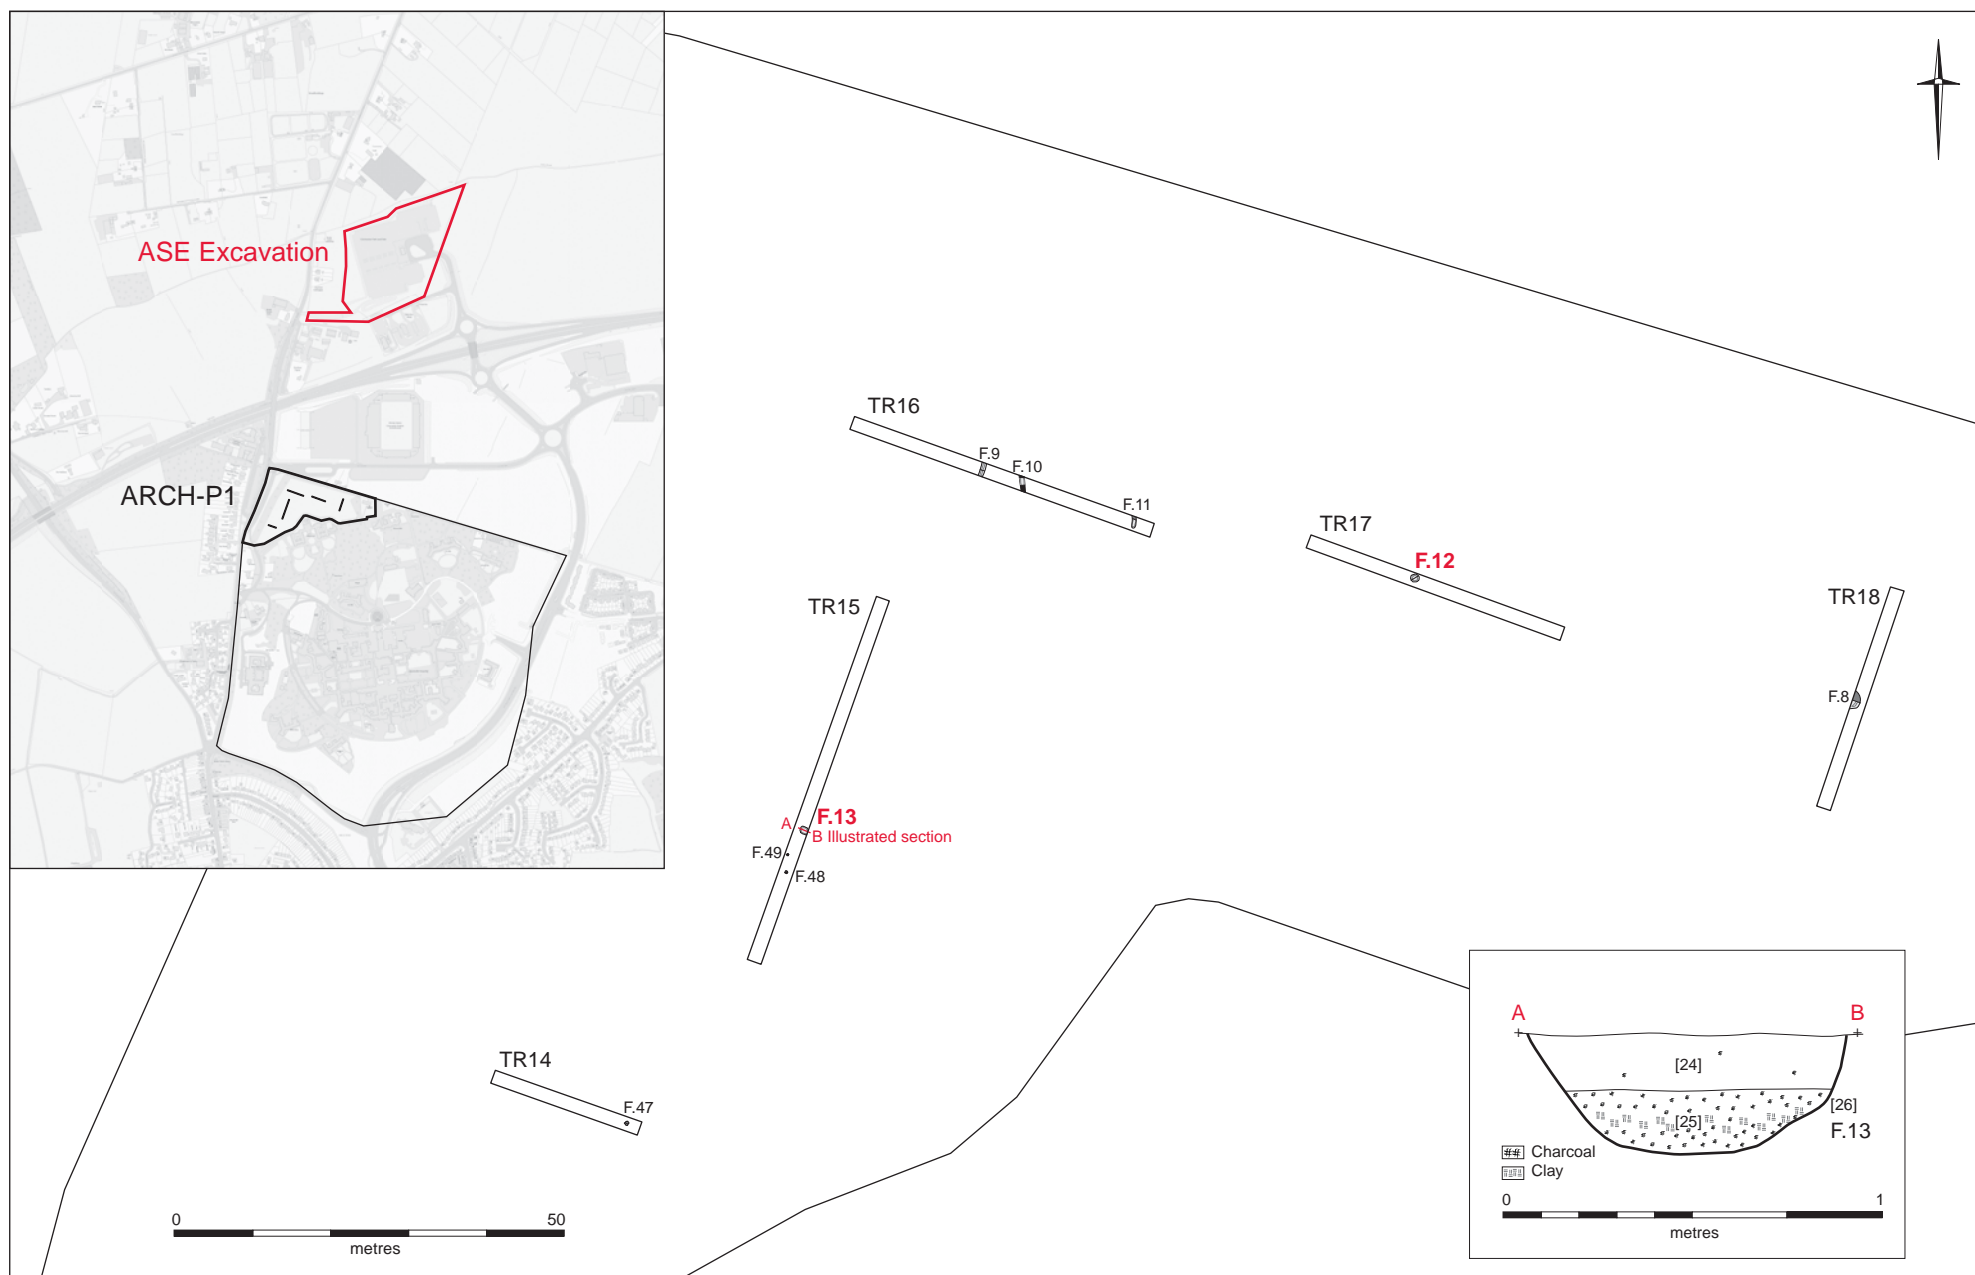 ASE Excavation
ARCH-P1
TR16
F.9
F.10
F.11
TR17
F.12
TR15
TR18
F.8
A
F.13
B Illustrated section
F.49
F.48
TR14
F.47
0
50
metres
A
B
[24]
[25]
[26]
F.13
Charcoal
Clay
0
1
metres